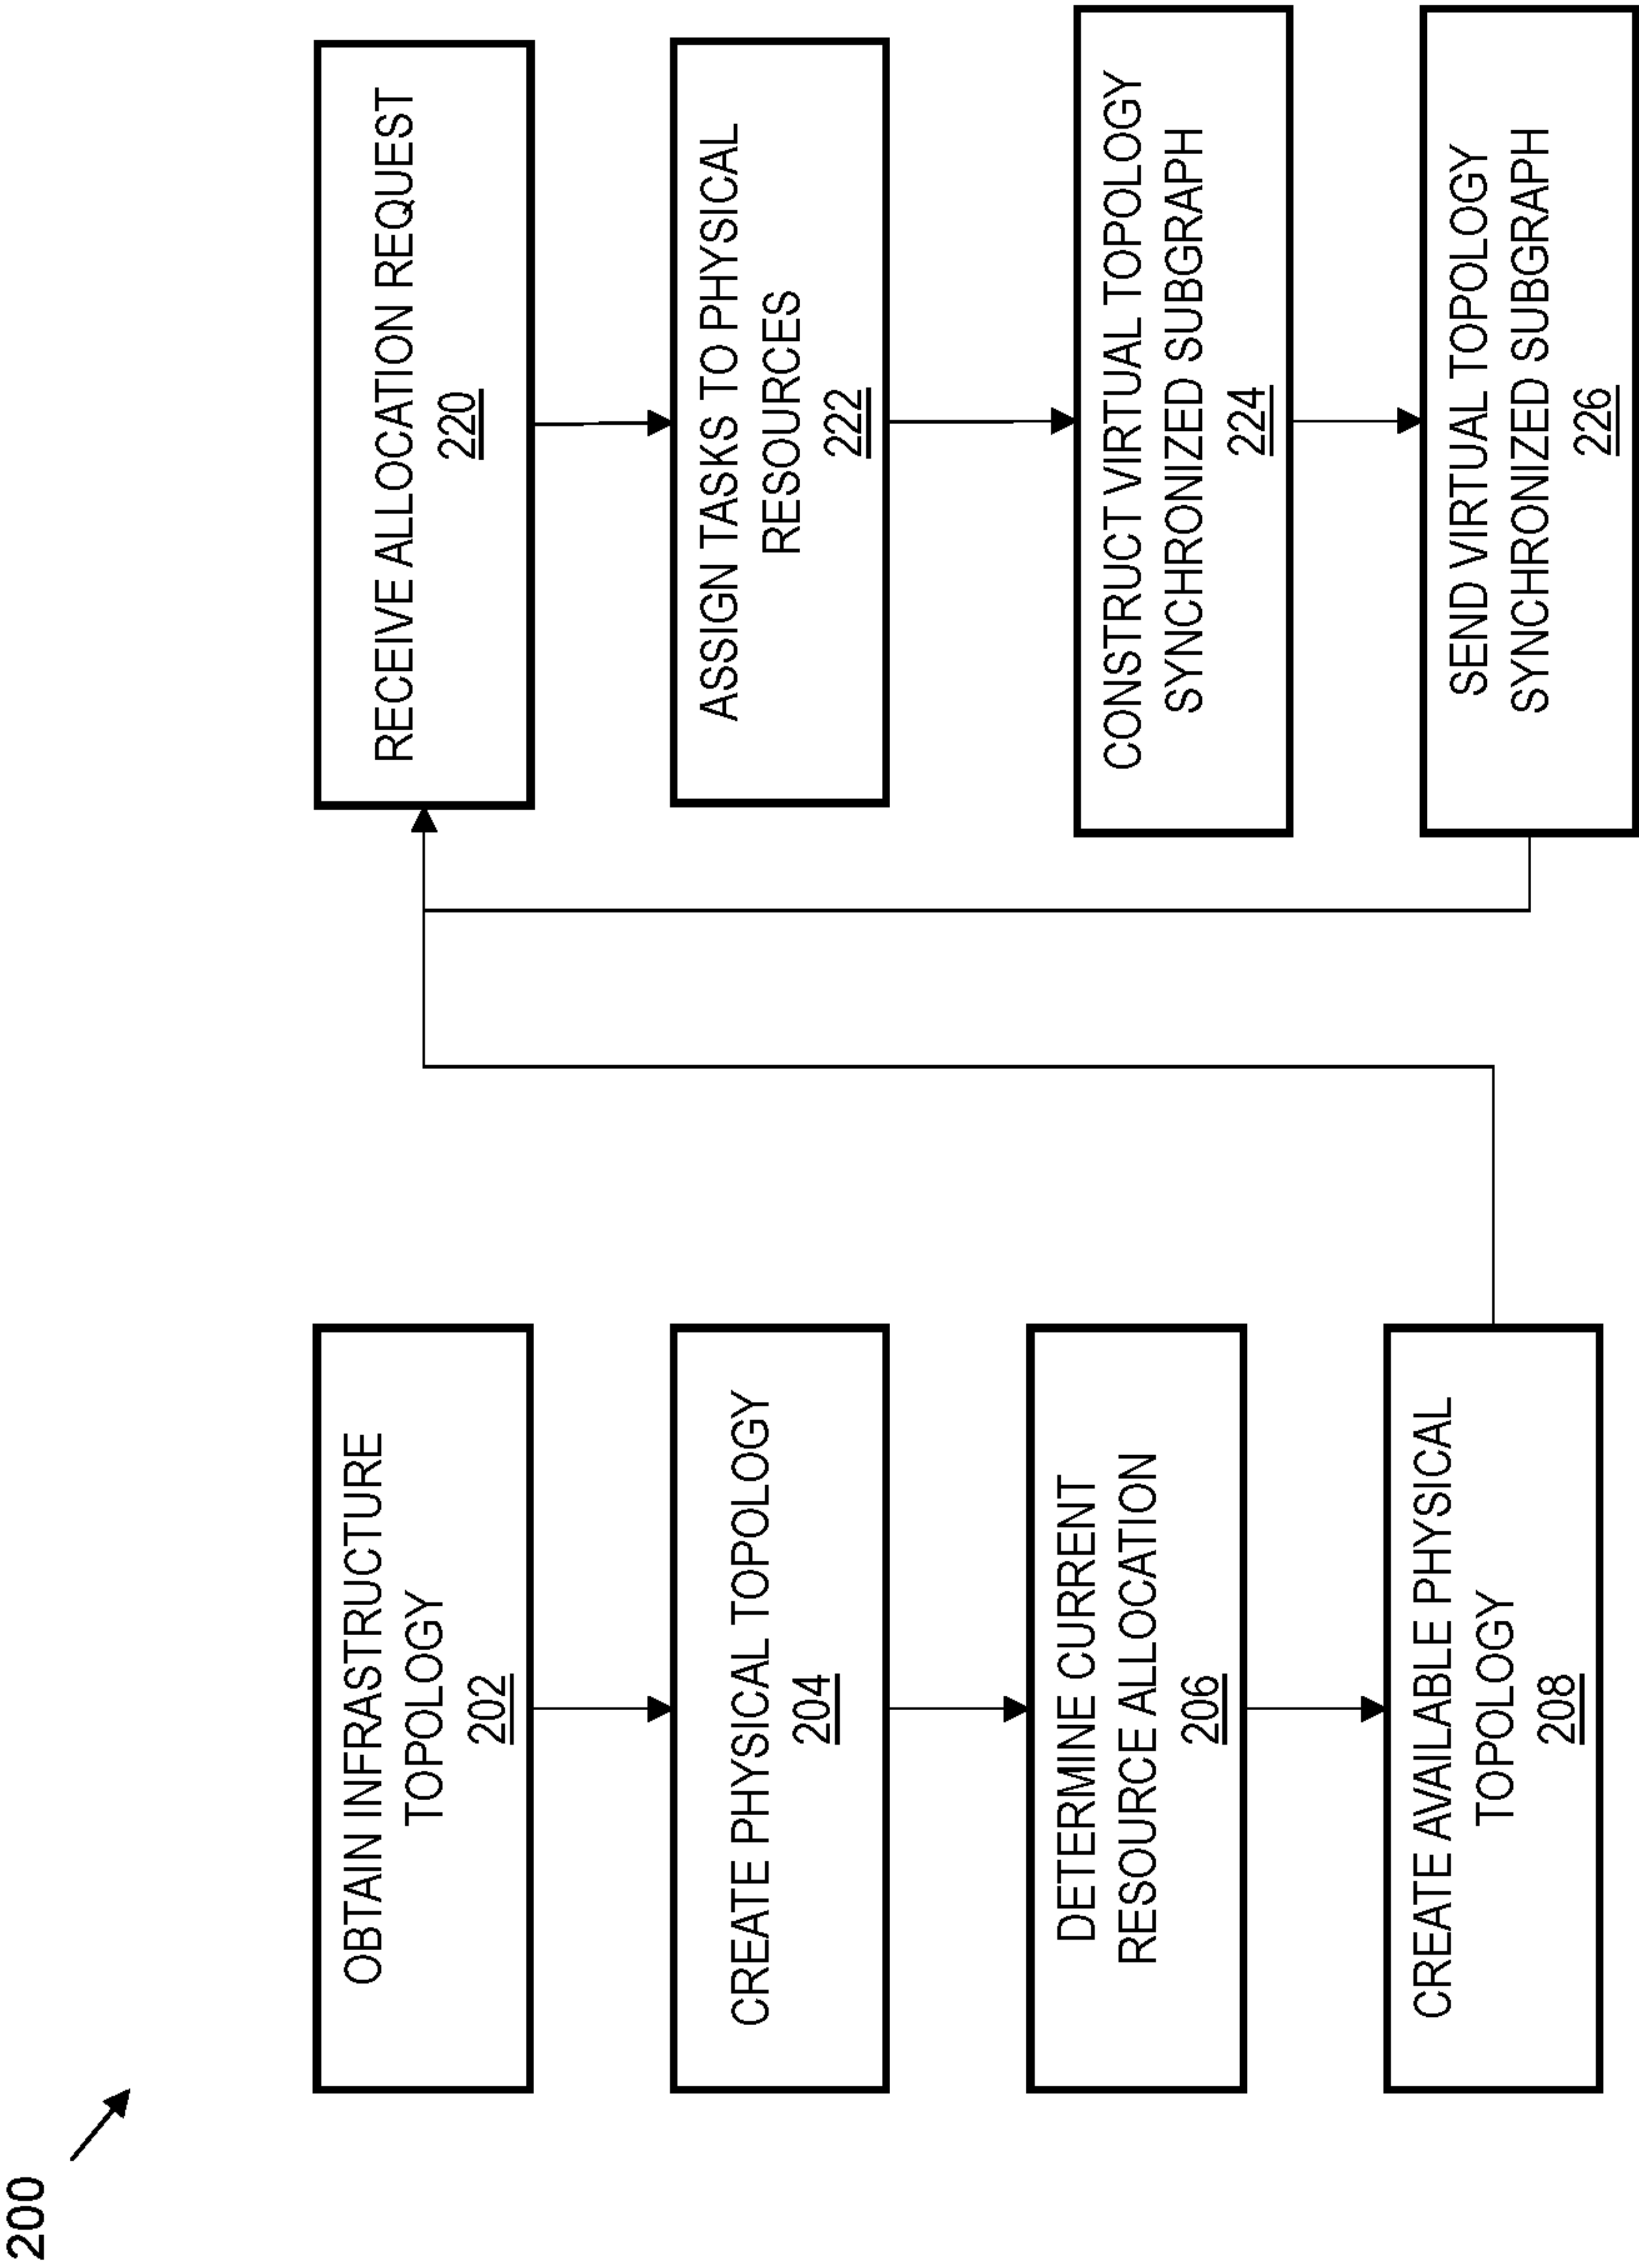 200
OBTAIN INFRASTRUCTURE
TOPOLOGY
202
CREATE PHYSICAL TOPOLOGY
204
DETERMINE CURRENT
RESOURCE ALLOCATION
206
CREATE AVAILABLE PHYSICAL
TOPOLOGY
208
RECEIVE ALLOCATION REQUEST
220
ASSIGN TASKS TO PHYSICAL
RESOURCES
222
CONSTRUCT VIRTUAL TOPOLOGY
SYNCHRONIZED SUBGRAPH
224
SEND VIRTUAL TOPOLOGY
SYNCHRONIZED SUBGRAPH
226